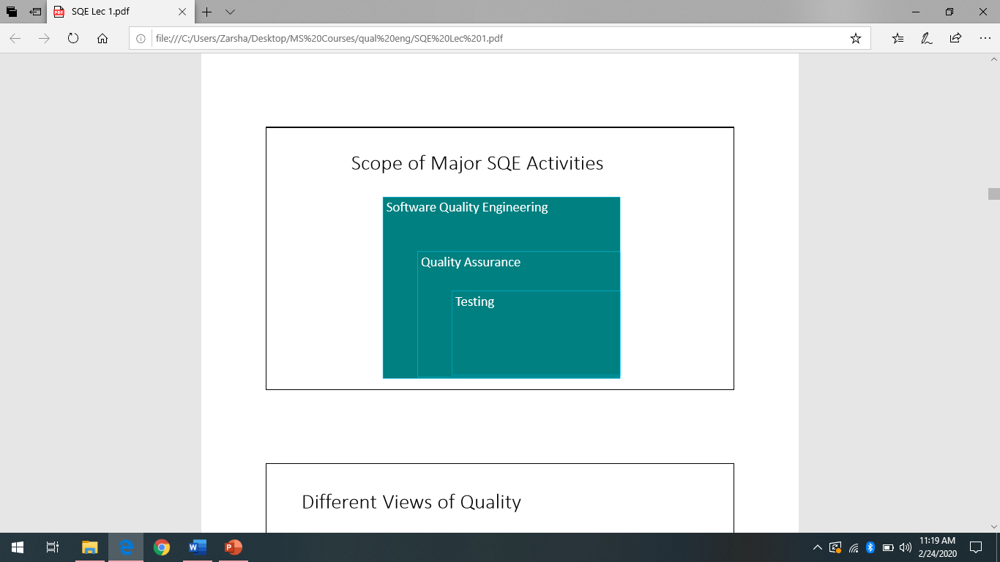 SQE Lec 1.pdf
file:///C:/Users/Zarsha/Desktop/MS%20Courses/qual%20eng/SQE%20Lec%201.pdf
Scope of Major SQE Activities
Software Quality Engineering
Quality Assurance
Testing
Different Views of Quality
11:19 AM
2/24/2020